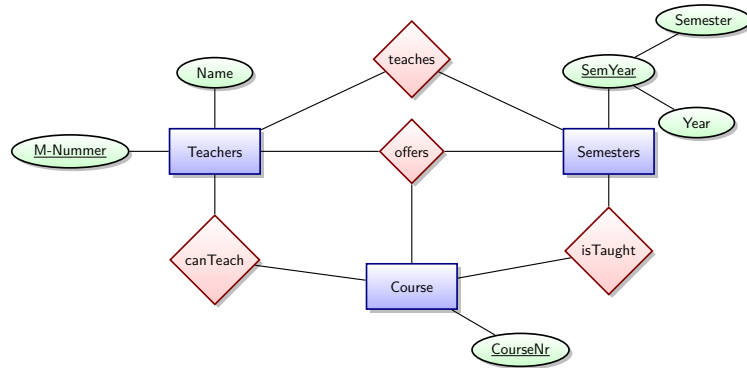 Semester
teaches
Name
SemYear
Year
M-Nummer
Teachers
offers
Semesters
canTeach
isTaught
Course
CourseNr